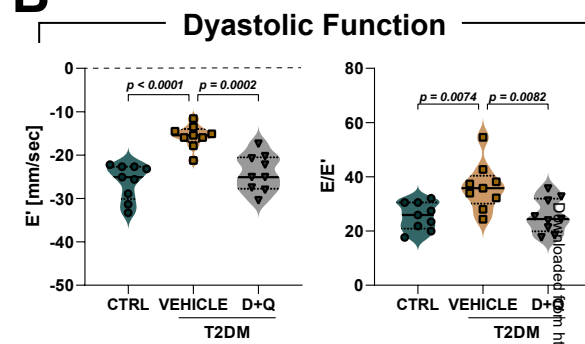 B
Dyastolic Function
E' [mm/sec]
0
-10
-20
-30
-40
-50
p < 0.0001
p = 0.0002
CTRL VEHICLE D+Q
T2DM
E/E'
80
60
40
20
0
p = 0.0074
p = 0.0082
CTRL VEHICLE D+Q
T2DM
Downloaded from ht